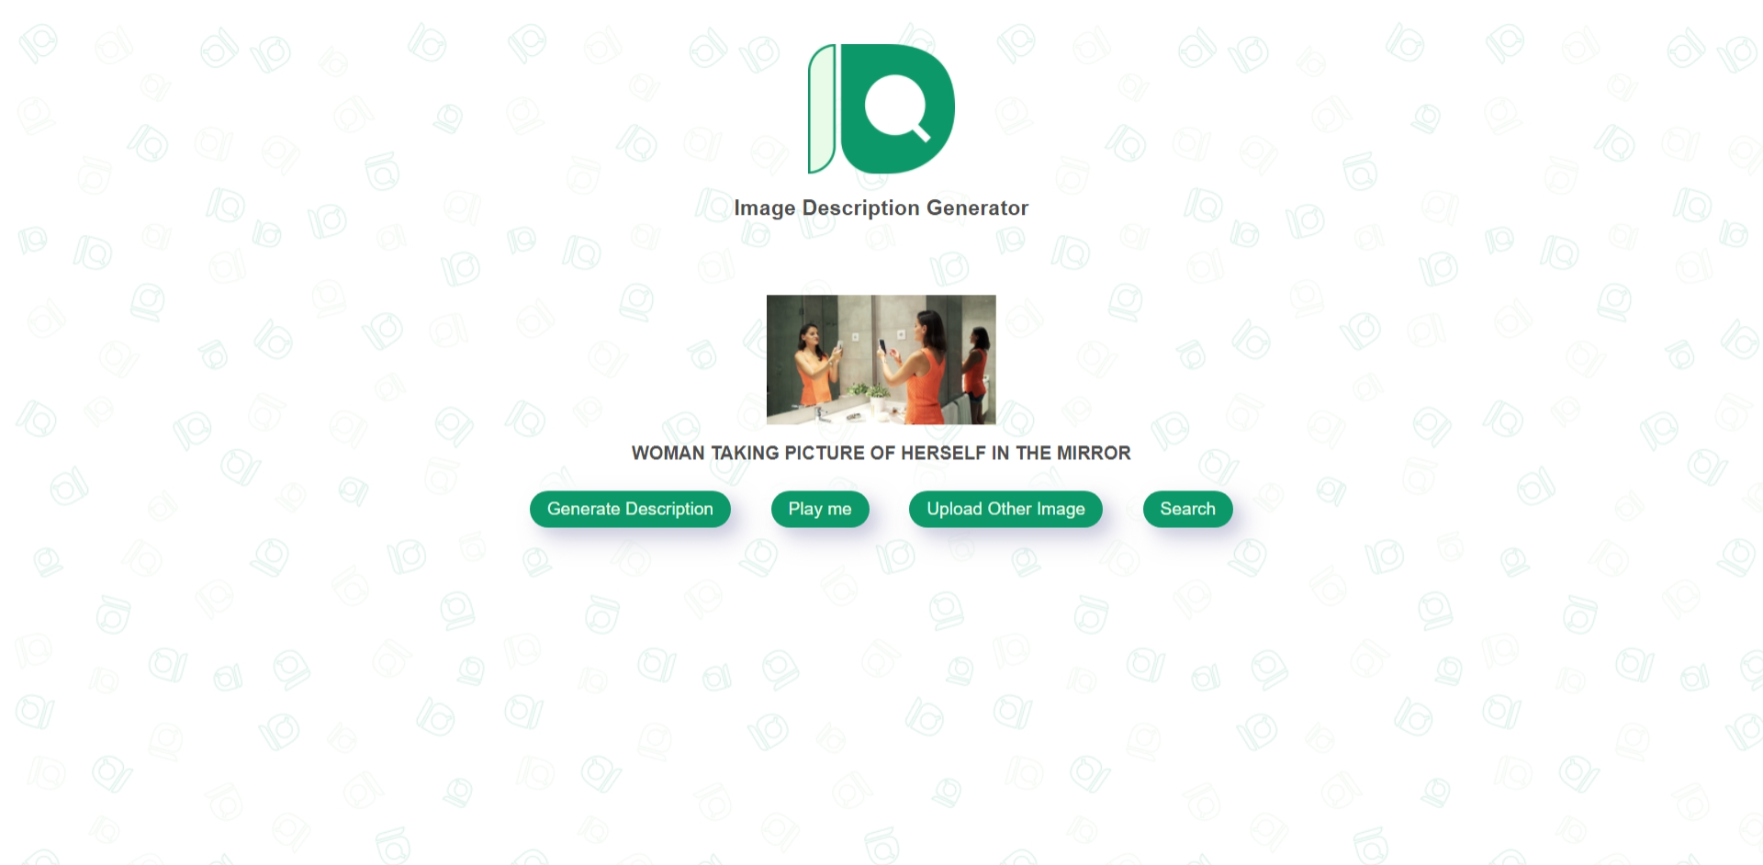 Image Description Generator
WOMAN TAKING PICTURE OF HERSELF IN THE MIRROR
Generate Description
Play me
Upload Other Image
Search